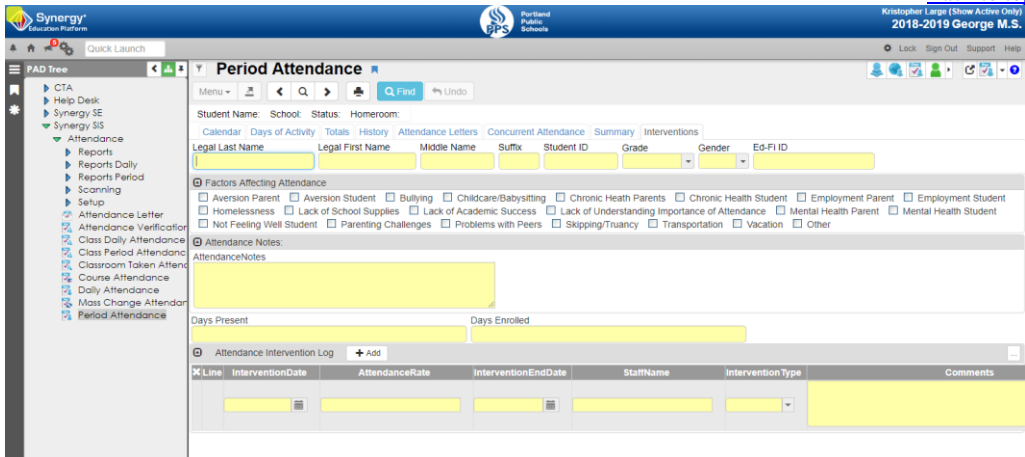 Synergy
Education Platform
PPS
Portland
Public
Schools
Kristopher Large (Show Active Only)
2018-2019 George M.S.
Quick Launch
Lock Sign Out Support Help
PAD Tree
CTA
Help Desk
Synergy SE
Synergy SIS
Attendance
Reports
Reports Daily
Reports Period
Scanning
Setup
Attendance Letter
Attendance Verification
Class Daily Attendance
Class Period Attendanc
Classroom Taken Attend
Course Attendance
Daily Attendance
Mass Change Attendan
Period Attendance
Period Attendance
Menu Find Undo
Student Name: School: Status: Homeroom:
Calendar Days of Activity Totals History Attendance Letters Concurrent Attendance Summary Interventions
Legal Last Name Legal First Name Middle Name Suffix Student ID Grade Gender Ed-Fi ID
Factors Affecting Attendance
Aversion Parent Aversion Student Bullying Childcare/Babysitting Chronic Heath Parents Chronic Health Student Employment Parent Employment Student
Homelessness Lack of School Supplies Lack of Academic Success Lack of Understanding Importance of Attendance Mental Health Parent Mental Health Student
Not Feeling Well Student Parenting Challenges Problems with Peers Skipping/Truancy Transportation Vacation Other
Attendance Notes:
AttendanceNotes
Days Present Days Enrolled
Attendance Intervention Log + Add ...
X Line InterventionDate AttendanceRate InterventionEndDate StaffName InterventionType Comments